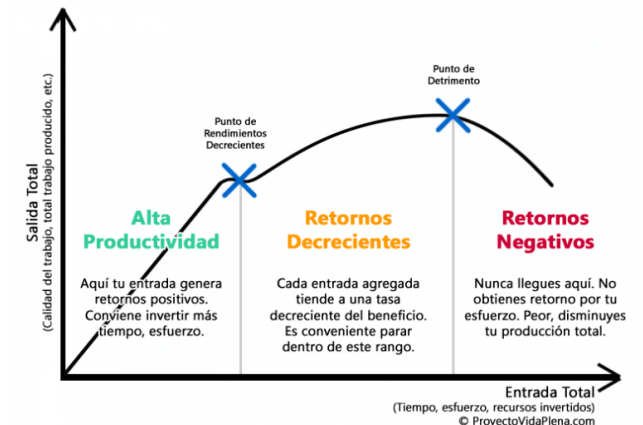 Punto de
Detrimento
Punto de
Rendimientos
Decrecientes
Salida Total
(Calidad del trabajo, total trabajo producido, etc.)
Alta
Productividad
Aquí tu entrada genera
retornos positivos.
Conviene invertir más
tiempo, esfuerzo.
Retornos
Decrecientes
Cada entrada agregada
tiende a una tasa
decreciente del beneficio.
Es conveniente parar
dentro de este rango.
Retornos
Negativos
Nunca llegues aquí. No
obtienes retorno por tu
esfuerzo. Peor, disminuyes
tu producción total.
Entrada Total
(Tiempo, esfuerzo, recursos invertidos)
© ProyectoVidaPlena.com